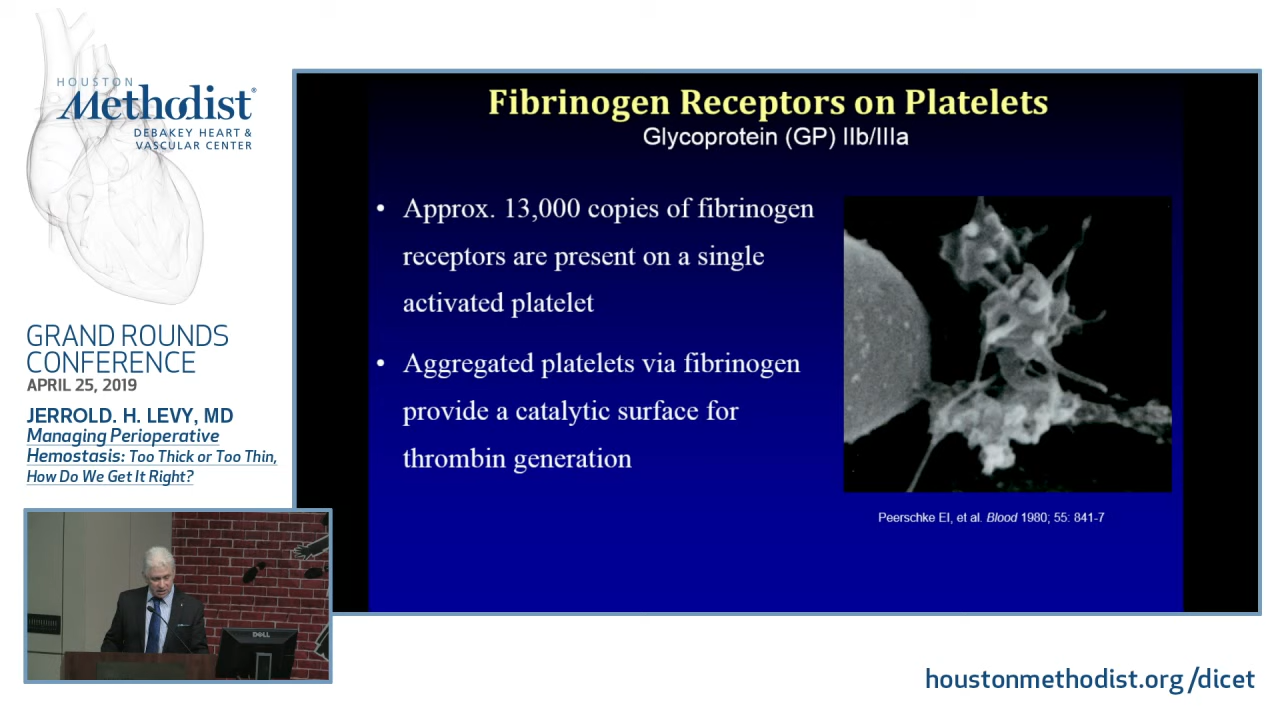 HOUSTON
Methodist®
DEBAKEY HEART &
VASCULAR CENTER
GRAND ROUNDS
CONFERENCE
APRIL 25, 2019
JERROLD. H. LEVY, MD
Managing Perioperative
Hemostasis: Too Thick or Too Thin,
How Do We Get It Right?
Fibrinogen Receptors on Platelets
Glycoprotein (GP) IIb/IIIa
• Approx. 13,000 copies of fibrinogen
receptors are present on a single
activated platelet
• Aggregated platelets via fibrinogen
provide a catalytic surface for
thrombin generation
Peerschke EI, et al. Blood 1980; 55: 841-7
DELL
houstonmethodist.org/dicet